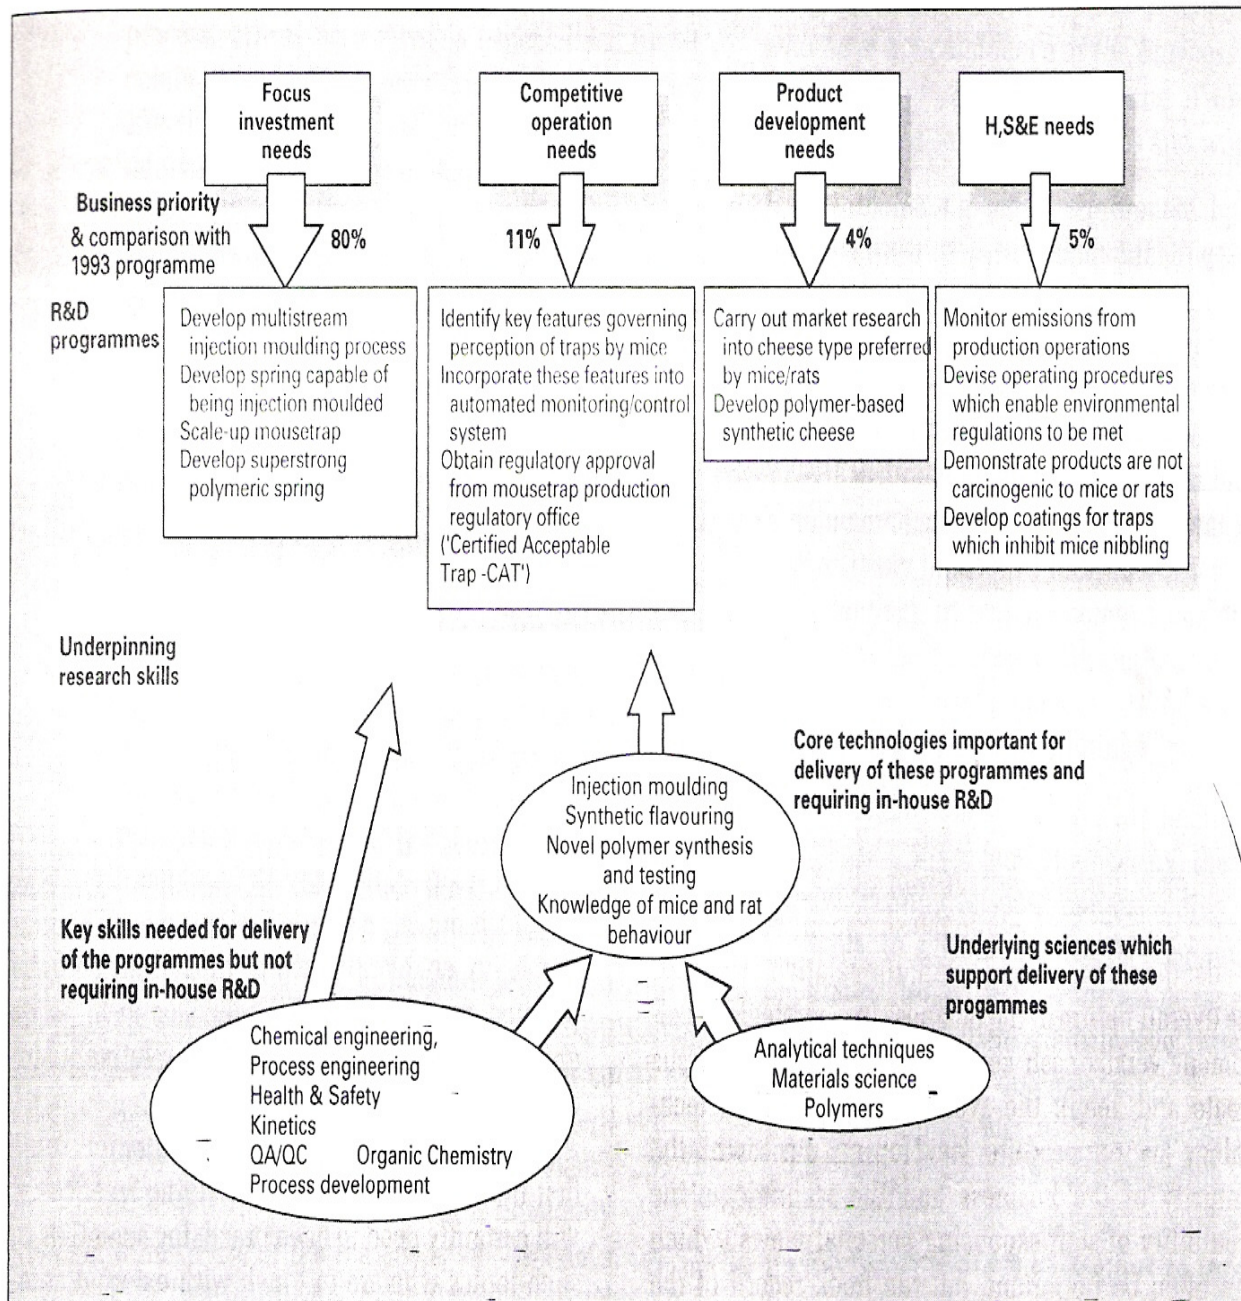 Focus
investment
needs
Competitive
operation
needs
Product
development
needs
H,S&E needs
Business priority
& comparison with
1993 programme
80%
11%
4%
5%
R&D
programmes
Develop multistream
injection moulding process
Develop spring capable of
being injection moulded
Scale-up mousetrap
Develop superstrong
polymeric spring
Identify key features governing
perception of traps by mice
Incorporate these features into
automated monitoring/control
system
Obtain regulatory approval
from mousetrap production
regulatory office
('Certified Acceptable
Trap -CAT')
Carry out market research
into cheese type preferred
by mice/rats
Develop polymer-based
synthetic cheese
Monitor emissions from
production operations
Devise operating procedures
which enable environmental
regulations to be met
Demonstrate products are not
carcinogenic to mice or rats
Develop coatings for traps
which inhibit mice nibbling
Underpinning
research skills
Core technologies important for
delivery of these programmes and
requiring in-house R&D
Injection moulding
Synthetic flavouring
Novel polymer synthesis
and testing
Knowledge of mice and rat
behaviour
Key skills needed for delivery
of the programmes but not
requiring in-house R&D
Underlying sciences which
support delivery of these
progammes
Chemical engineering,
Process engineering
Health & Safety
Kinetics
QA/QC Organic Chemistry
Process development
Analytical techniques
Materials science
Polymers